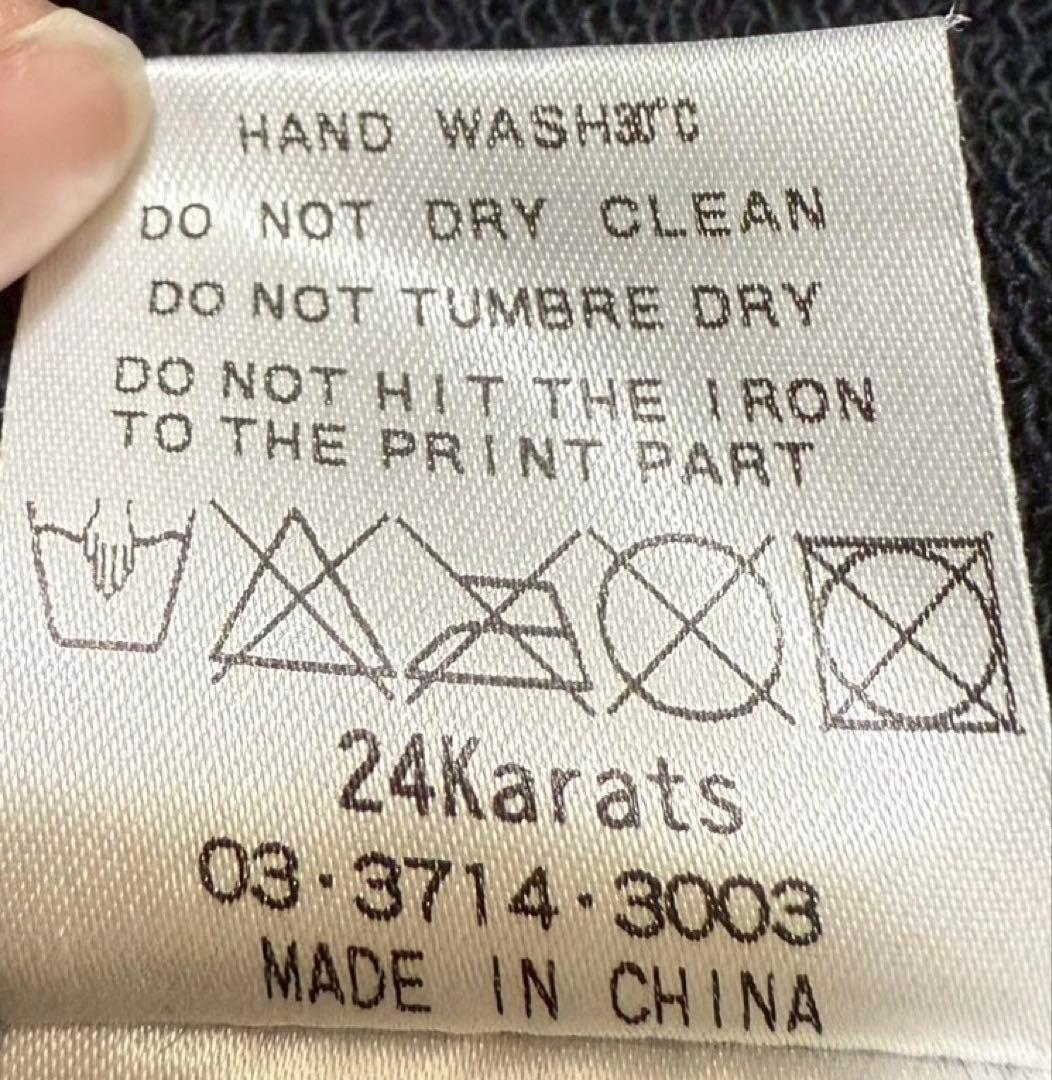 HAND WASH30℃
DO NOT DRY CLEAN
DO NOT TUMBRE DRY
DO NOT HIT THE IRON
TO THE PRINT PART
24Karats
03・3714・3003
MADE IN CHINA